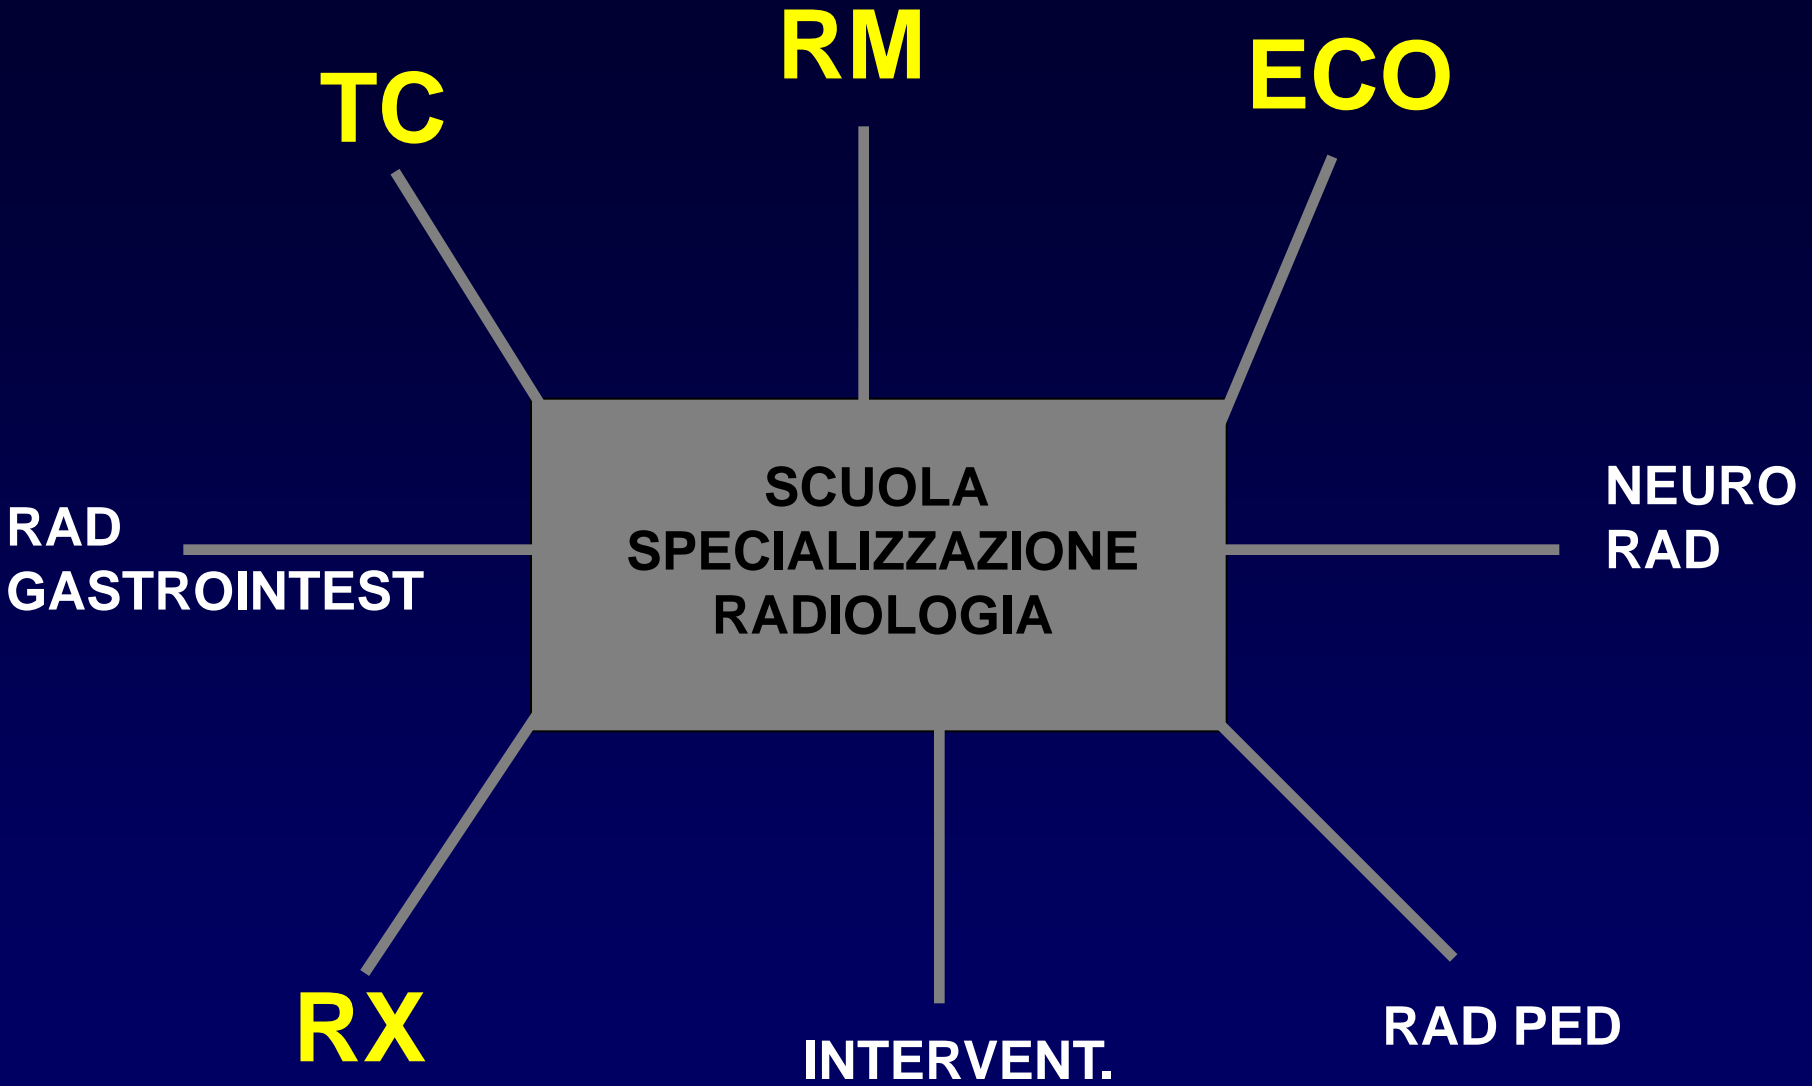 RM
ECO
TC
SCUOLA
SPECIALIZZAZIONE
RADIOLOGIA
NEURO
RAD
RAD
GASTROINTEST
RX
INTERVENT.
RAD PED